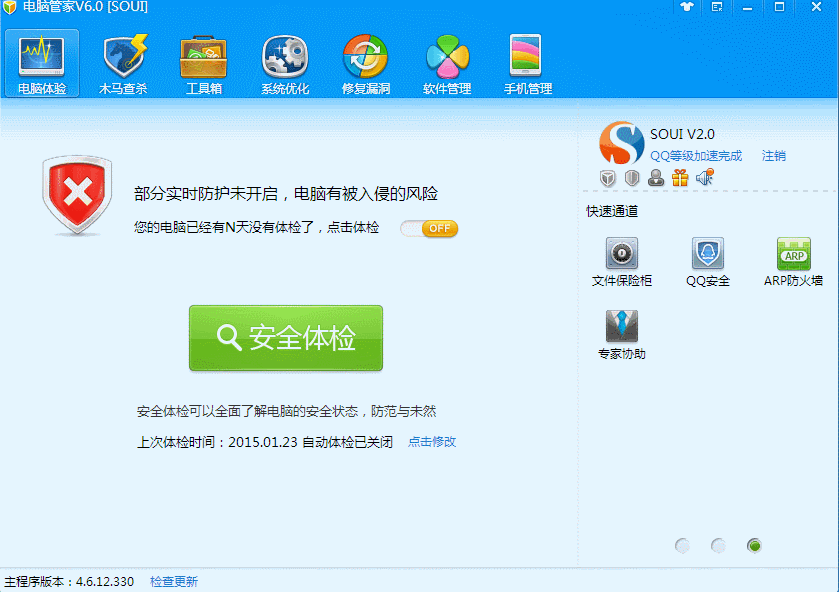 电脑管家V6.0 [SOUI]
电脑体验 木马查杀 工具箱 系统优化 修复漏洞 软件管理 手机管理
部分实时防护未开启，电脑有被入侵的风险
您的电脑已经有N天没有体检了，点击体检 OFF
安全体检
安全体检可以全面了解电脑的安全状态，防范与未然
上次体检时间：2015.01.23 自动体检已关闭 点击修改
SOUI V2.0
QQ等级加速完成 注销
快速通道
ARP
文件保险柜 QQ安全 ARP防火墙
专家协助
主程序版本：4.6.12.330 检查更新